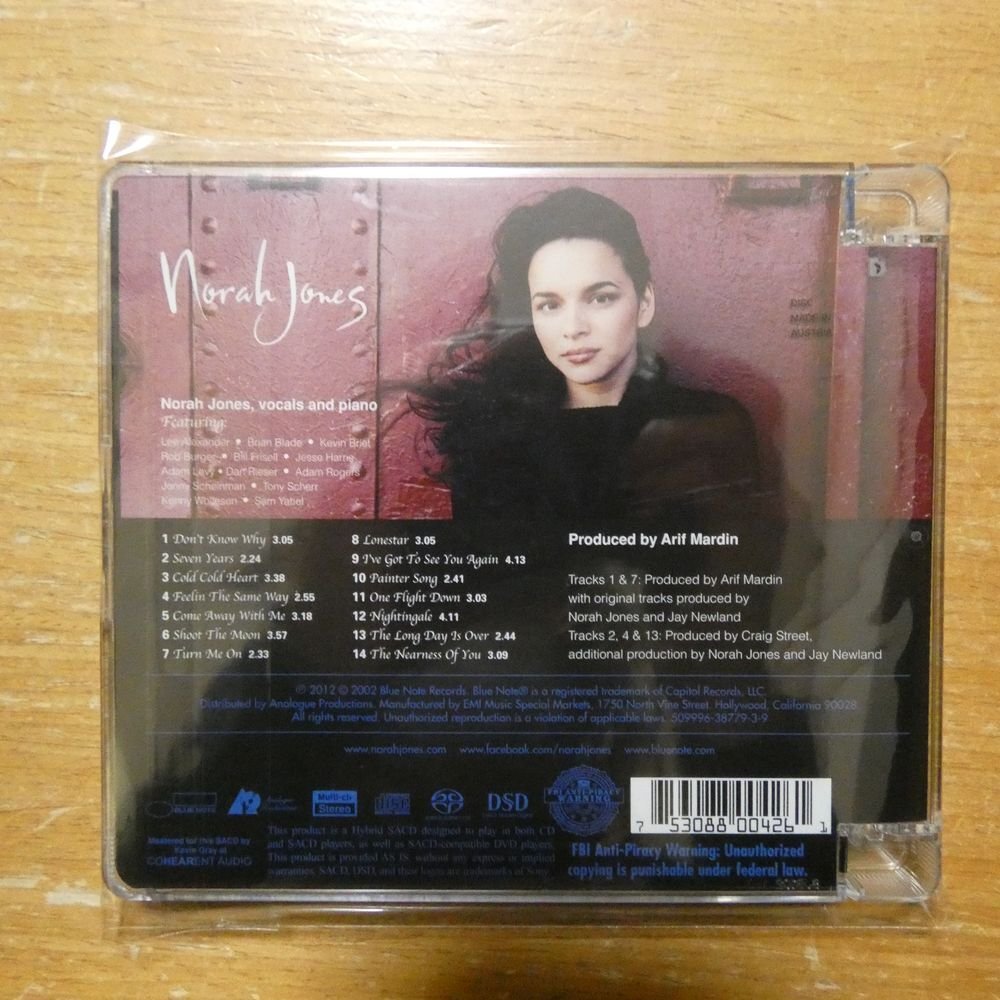 Norah Jones
DISC
MADE IN
AUSTRIA
Norah Jones, vocals and piano
Featuring:
Lee Alexander • Brian Blade • Kevin Breit
Rob Burger • Bill Frisell • Jesse Harris
Adam Levy • Dan Rieser • Adam Rogers
Jenny Scheinman • Tony Scherr
Kenny Wollesen • Sam Yahel
1 Don't Know Why 3.05
2 Seven Years 2.24
3 Cold Cold Heart 3.38
4 Feelin The Same Way 2.55
5 Come Away With Me 3.18
6 Shoot The Moon 3.57
7 Turn Me On 2.33
8 Lonestar 3.05
9 I've Got To See You Again 4.13
10 Painter Song 2.41
11 One Flight Down 3.03
12 Nightingale 4.11
13 The Long Day Is Over 2.44
14 The Nearness Of You 3.09
Produced by Arif Mardin
Tracks 1 & 7: Produced by Arif Mardin
with original tracks produced by
Norah Jones and Jay Newland
Tracks 2, 4 & 13: Produced by Craig Street,
additional production by Norah Jones and Jay Newland
℗ 2012 © 2002 Blue Note Records. Blue Note® is a registered trademark of Capitol Records, LLC.
Distributed by Analogue Productions. Manufactured by EMI Music Special Markets, 1750 North Vine Street. Hollywood, California 90028.
All rights reserved. Unauthorized reproduction is a violation of applicable laws. 509996-38779-3-9
www.norahjones.com www.facebook.com/norahjones www.bluenote.com
BLUE NOTE
Multi-ch
Stereo
DSD
FBI ANTI-PIRACY
WARNING
7 53088 00426 1
Mastered for this SACD by
Kevin Gray at
COHEARENT AUDIO
This product is a Hybrid SACD designed to play in both CD
and SACD players, as well as SACD-compatible DVD players.
This product is provided AS IS, without any express or implied
warranties. SACD, DSD, and their logos are trademarks of Sony.
FBI Anti-Piracy Warning: Unauthorized
copying is punishable under federal law.